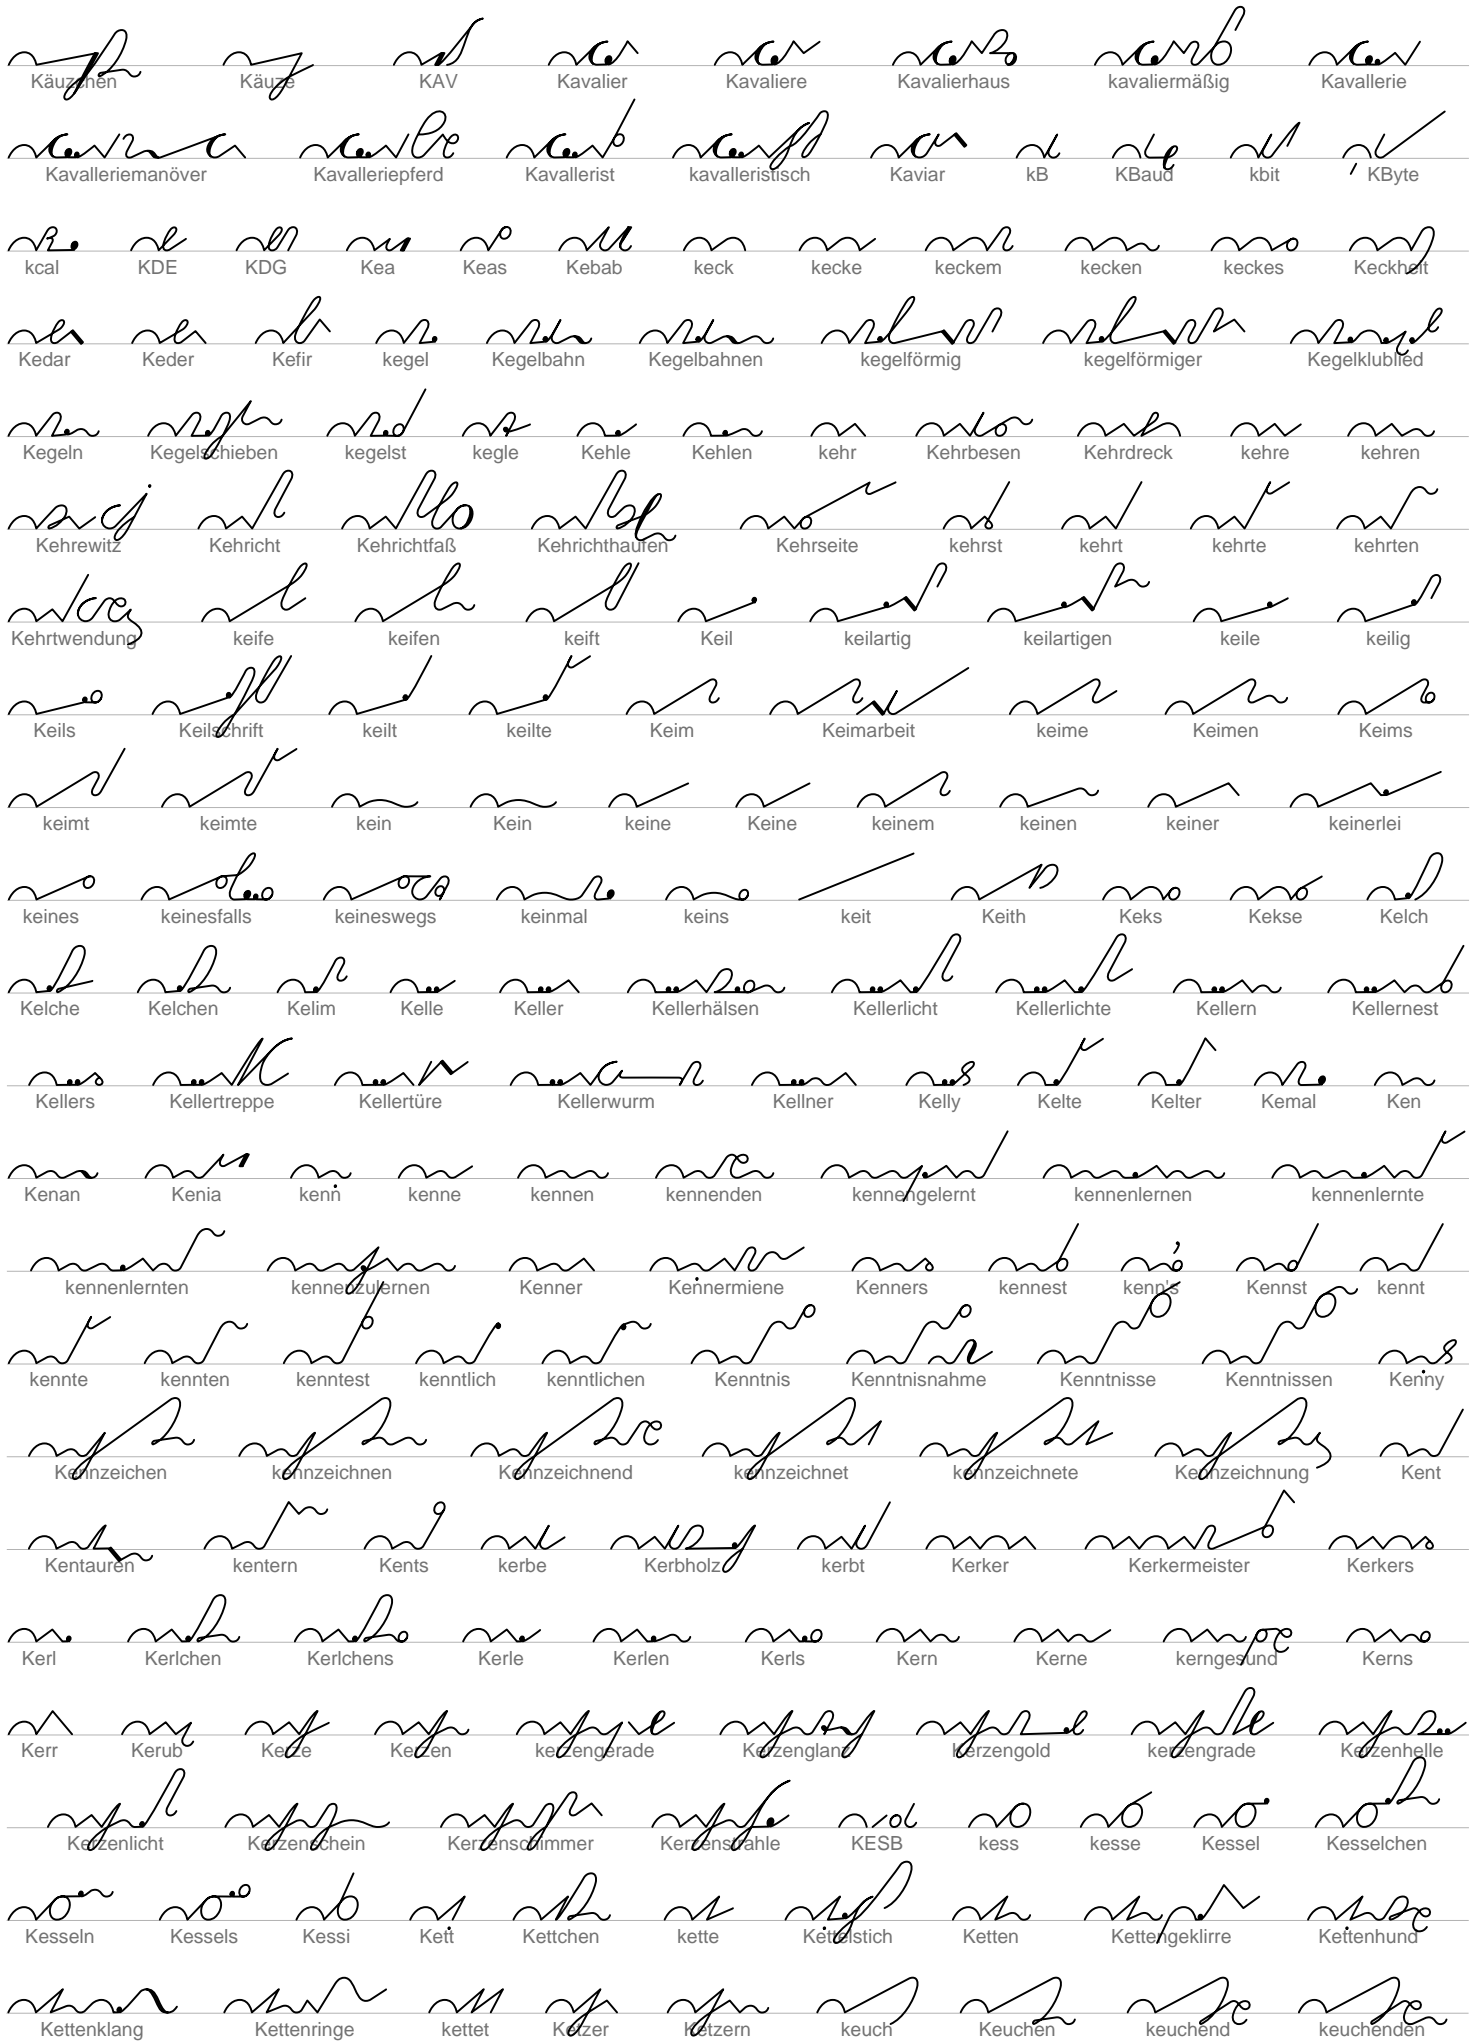 Käuzchen Käuze KAV Kavalier Kavaliere Kavalierhaus kavaliermäßig Kavallerie
Kavalleriemanöver Kavalleriepferd Kavallerist kavalleristisch Kaviar kB KBaud kbit KByte
kcal KDE KDG Kea Keas Kebab keck kecke keckem kecken keckes Keckheit
Kedar Keder Kefir kegel Kegelbahn Kegelbahnen kegelförmig kegelförmiger Kegelklublied
Kegeln Kegelschieben kegelst kegle Kehle Kehlen kehr Kehrbesen Kehrdreck kehre kehren
Kehrewitz Kehricht Kehrichtfaß Kehrichthaufen Kehrseite kehrst kehrt kehrte kehrten
Kehrtwendung keife keifen keift Keil keilartig keilartigen keile keilig
Keils Keilschrift keilt keilte Keim Keimarbeit keime Keimen Keims
keimt keimte kein Kein keine Keine keinem keinen keiner keinerlei
keines keinesfalls keineswegs keinmal keins keit Keith Keks Kekse Kelch
Kelche Kelchen Kelim Kelle Keller Kellerhälsen Kellerlicht Kellerlichte Kellern Kellernest
Kellers Kellertreppe Kellertüre Kellerwurm Kellner Kelly Kelte Kelter Kemal Ken
Kenan Kenia kenn kenne kennen kennenden kennengelernt kennenlernen kennenlernte
kennenlernten kennenzulernen Kenner Kennermiene Kenners kennest kenn's Kennst kennt
kennte kennten kenntest kenntlich kenntlichen Kenntnis Kenntnisnahme Kenntnisse Kenntnissen Kenny
Kennzeichen kennzeichnen Kennzeichnend kennzeichnet kennzeichnete Kennzeichnung Kent
Kentauren kentern Kents kerbe Kerbholz kerbt Kerker Kerkermeister Kerkers
Kerl Kerlchen Kerlchens Kerle Kerlen Kerls Kern Kerne kerngesund Kerns
Kerr Kerub Kerze Kerzen kerzengerade Kerzenglanz Kerzengold kerzengrade Kerzenhelle
Kerzenlicht Kerzenschein Kerzenschimmer Kerzenstrahle KESB kess kesse Kessel Kesselchen
Kesseln Kessels Kessi Kett Kettchen kette Kettelstich Ketten Kettengeklirre Kettenhund
Kettenklang Kettenringe kettet Ketzer Ketzern keuch Keuchen keuchend keuchenden